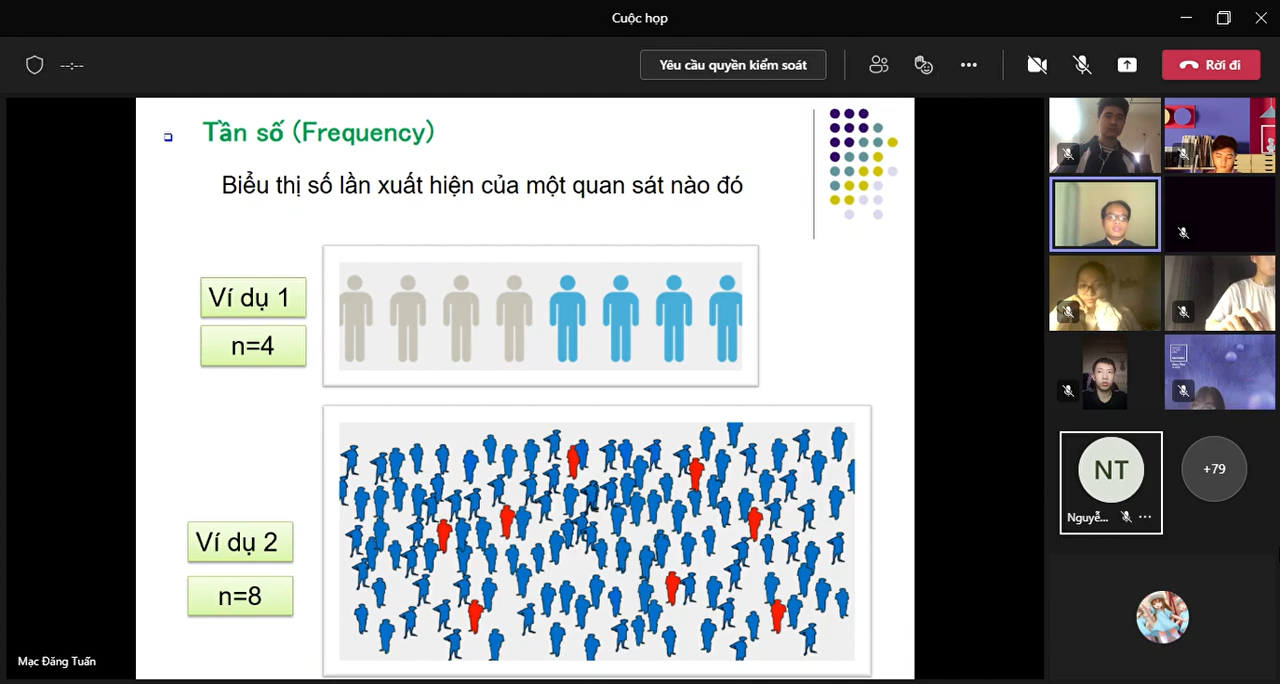 Cuộc họp
--:--
Yêu cầu quyền kiểm soát
Rời đi
Tần số (Frequency)
Biểu thị số lần xuất hiện của một quan sát nào đó
Ví dụ 1
n=4
Ví dụ 2
n=8
Mạc Đăng Tuấn
NT
Nguyễ...
+79